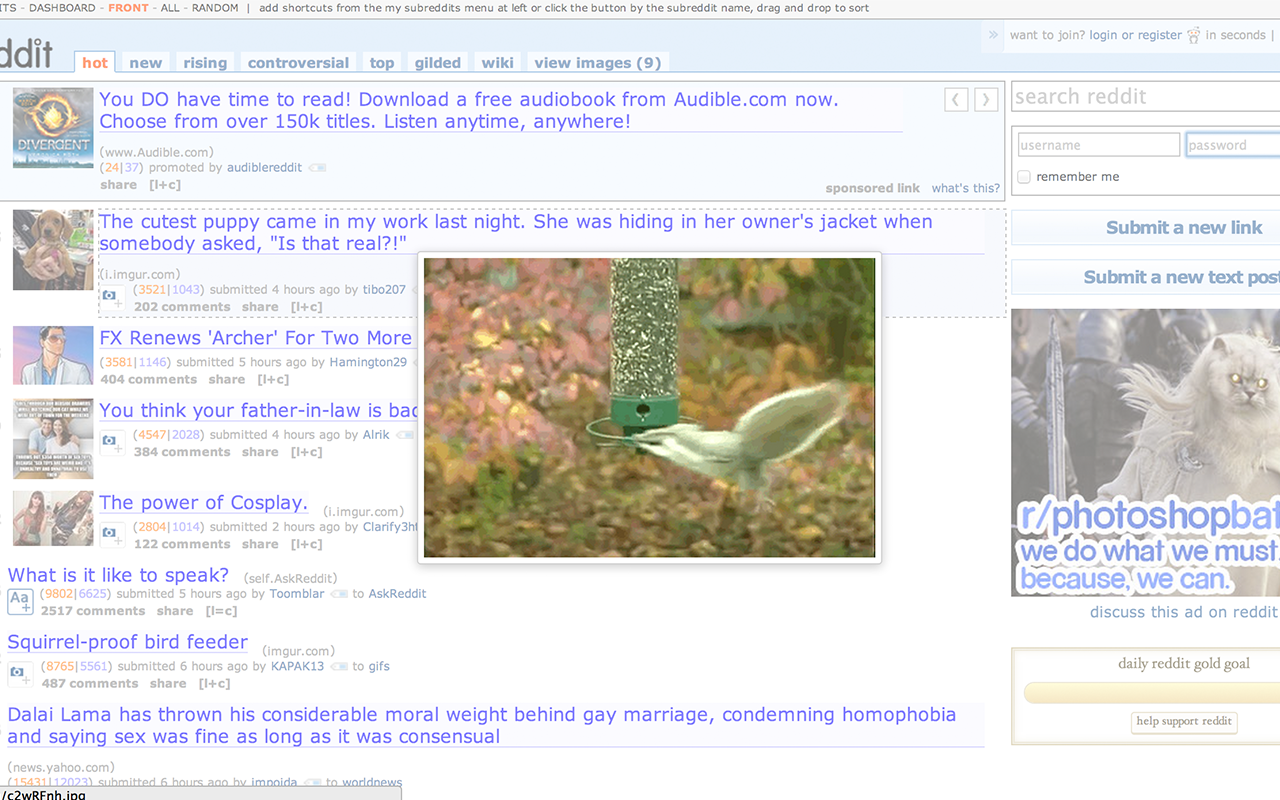 ITS - DASHBOARD - FRONT - ALL - RANDOM | add shortcuts from the my subreddits menu at left or click the button by the subreddit name, drag and drop to sort
ddit hot new rising controversial top gilded wiki view images (9)
» want to join? login or register in seconds |
You DO have time to read! Download a free audiobook from Audible.com now.
Choose from over 150k titles. Listen anytime, anywhere!
DIVERGENT
(www.Audible.com)
(24|37) promoted by audiblereddit
share [l+c]
sponsored link what's this?
The cutest puppy came in my work last night. She was hiding in her owner's jacket when
somebody asked, "Is that real?!"
(i.imgur.com)
(3521|1043) submitted 4 hours ago by tibo207
202 comments share [l+c]
FX Renews 'Archer' For Two More
(3581|1146) submitted 5 hours ago by Hamington29
404 comments share [l+c]
You think your father-in-law is bad
(4547|2028) submitted 4 hours ago by Alrik
384 comments share [l+c]
The power of Cosplay. (i.imgur.com)
(2804|1014) submitted 2 hours ago by Clarify3ht
122 comments share [l+c]
What is it like to speak? (self.AskReddit)
Aa
(9802|6625) submitted 5 hours ago by Toomblar to AskReddit
2517 comments share [l=c]
Squirrel-proof bird feeder (imgur.com)
(8765|5561) submitted 6 hours ago by KAPAK13 to gifs
487 comments share [l+c]
Dalai Lama has thrown his considerable moral weight behind gay marriage, condemning homophobia
and saying sex was fine as long as it was consensual
(news.yahoo.com)
(15431|12023) submitted 6 hours ago by impoida to worldnews
/c2wRFnh.jpg
search reddit
username password
remember me
Submit a new link
Submit a new text post
r/photoshopbat
we do what we must.
because, we can.
discuss this ad on reddit
daily reddit gold goal
help support reddit